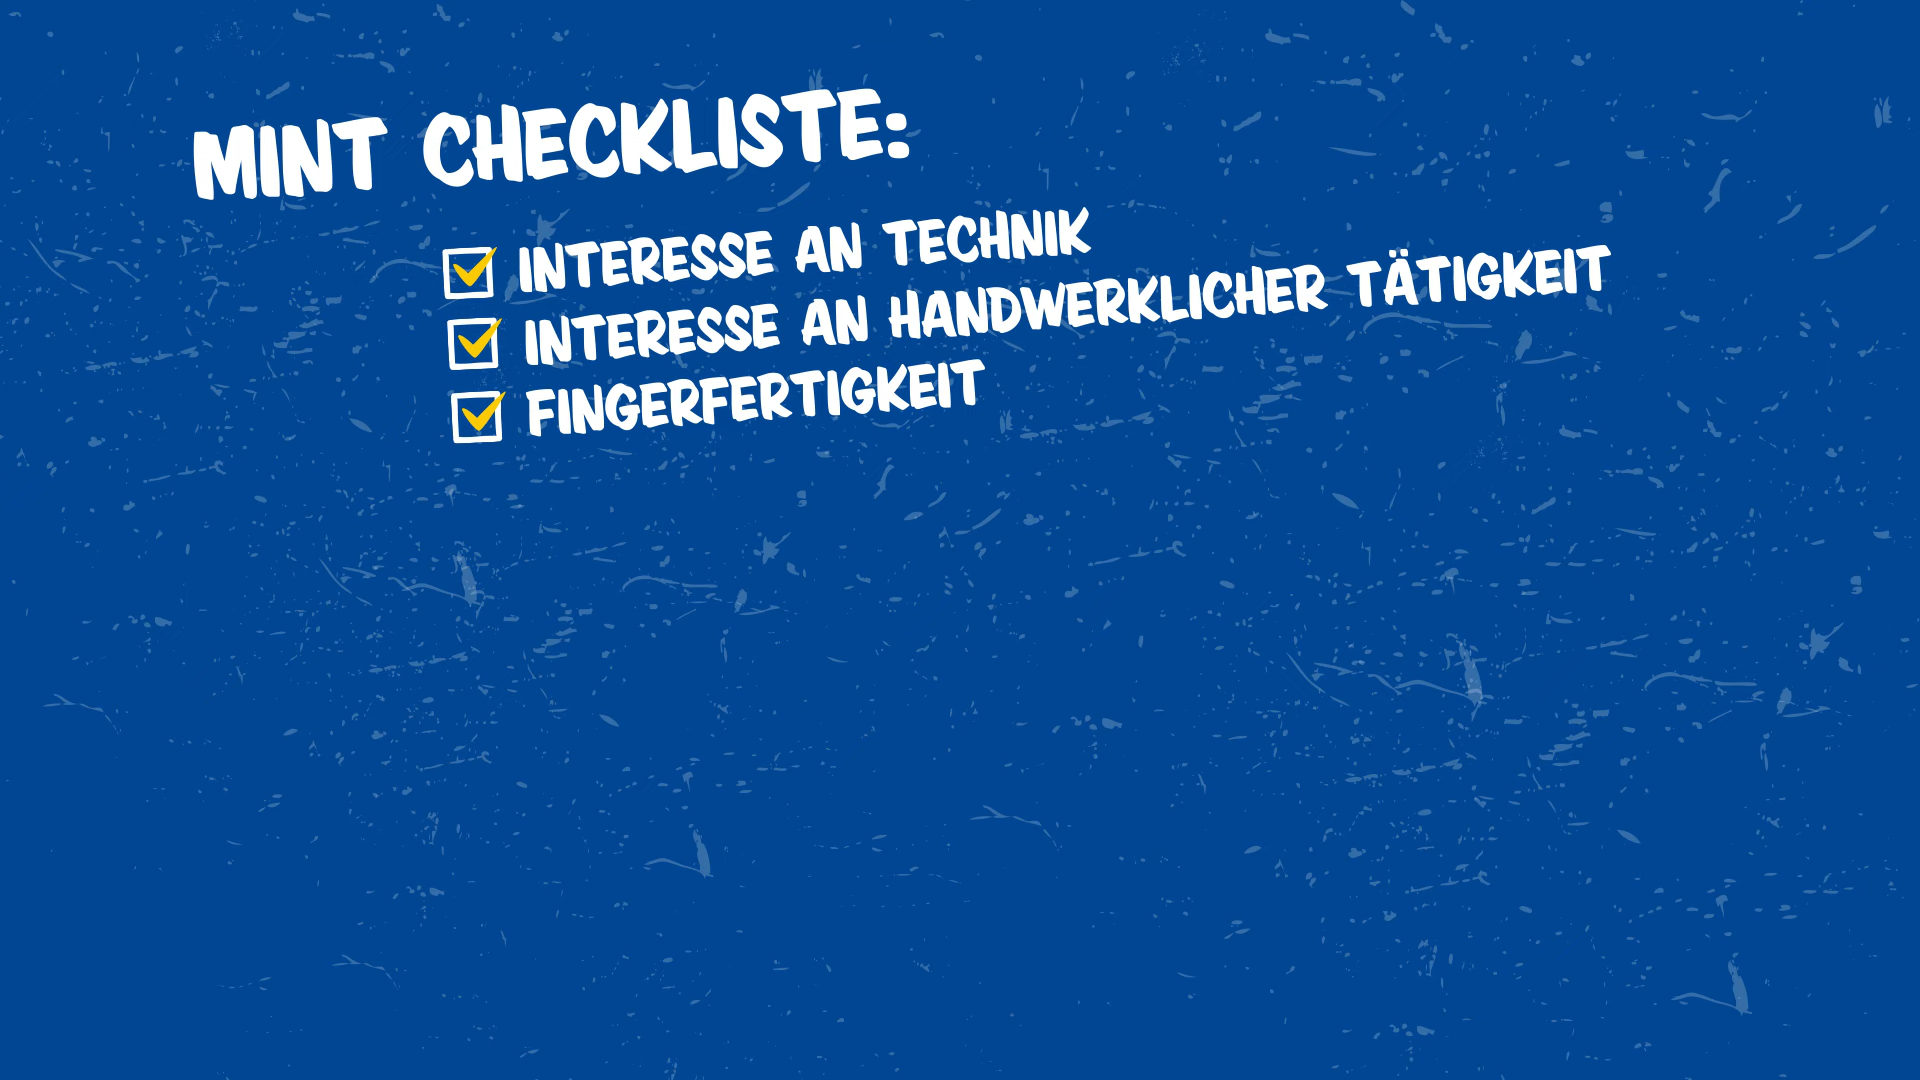 MINT CHECKLISTE:
INTERESSE AN TECHNIK
INTERESSE AN HANDWERKLICHER TÄTIGKEIT
FINGERFERTIGKEIT